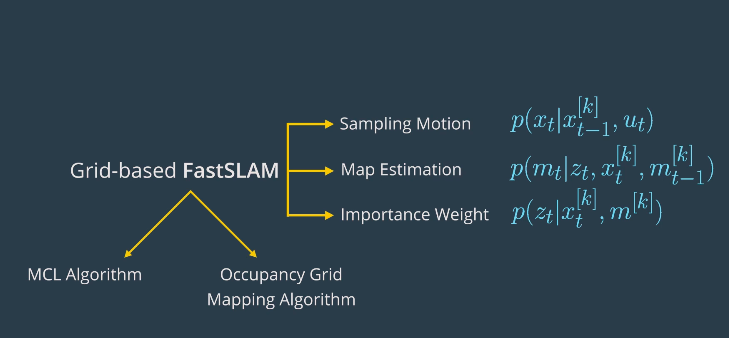 Sampling Motion p(x_t|x_{t-1}^{[k]}, u_t)
Grid-based FastSLAM Map Estimation p(m_t|z_t, x_t^{[k]}, m_{t-1}^{[k]})
Importance Weight p(z_t|x_t^{[k]}, m^{[k]})
MCL Algorithm Occupancy Grid
Mapping Algorithm